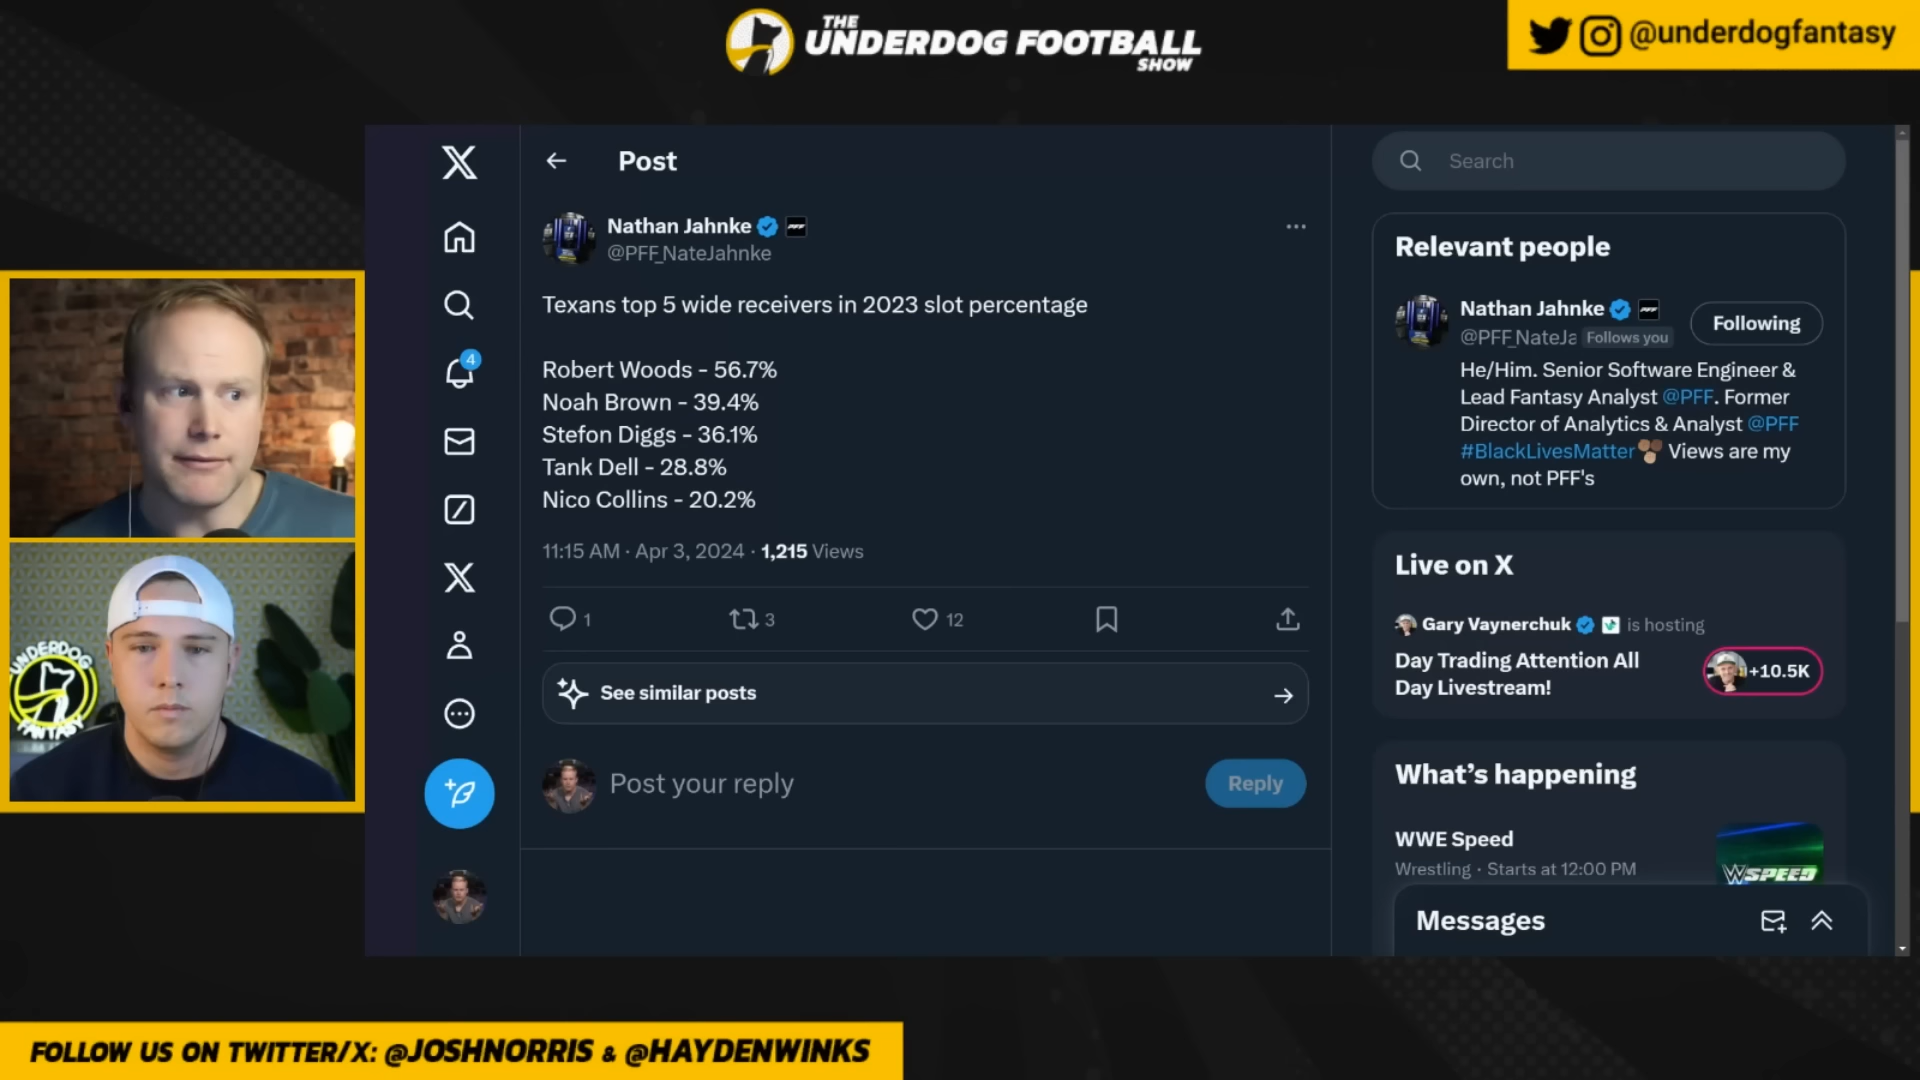 THE
UNDERDOG FOOTBALL
SHOW
@underdogfantasy
Post
Search
Nathan Jahnke PFF
@PFF_NateJahnke
Texans top 5 wide receivers in 2023 slot percentage
Robert Woods - 56.7%
Noah Brown - 39.4%
Stefon Diggs - 36.1%
Tank Dell - 28.8%
Nico Collins - 20.2%
11:15 AM · Apr 3, 2024 · 1,215 Views
1
3
12
See similar posts
Post your reply
Reply
4
Relevant people
Nathan Jahnke PFF
@PFF_NateJa Follows you
Following
He/Him. Senior Software Engineer &
Lead Fantasy Analyst @PFF. Former
Director of Analytics & Analyst @PFF
#BlackLivesMatter Views are my
own, not PFF's
Live on X
Gary Vaynerchuk is hosting
Day Trading Attention All
Day Livestream!
+10.5K
What's happening
WWE Speed
Wrestling · Starts at 12:00 PM
W SPEED
Messages
UNDERDOG
FANTASY
FOLLOW US ON TWITTER/X: @JOSHNORRIS & @HAYDENWINKS